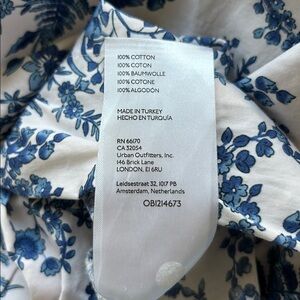 100% COTTON
100% COTON
100% BAUMWOLLE
100% COTONE
100% ALGODÓN
MADE IN TURKEY
HECHO EN TURQUÍA
RN 66170
CA 32054
Urban Outfitters, Inc.
146 Brick Lane
LONDON, E1 6RU
Leidsestraat 32, 1017 PB
Amsterdam, Netherlands
OB1214673